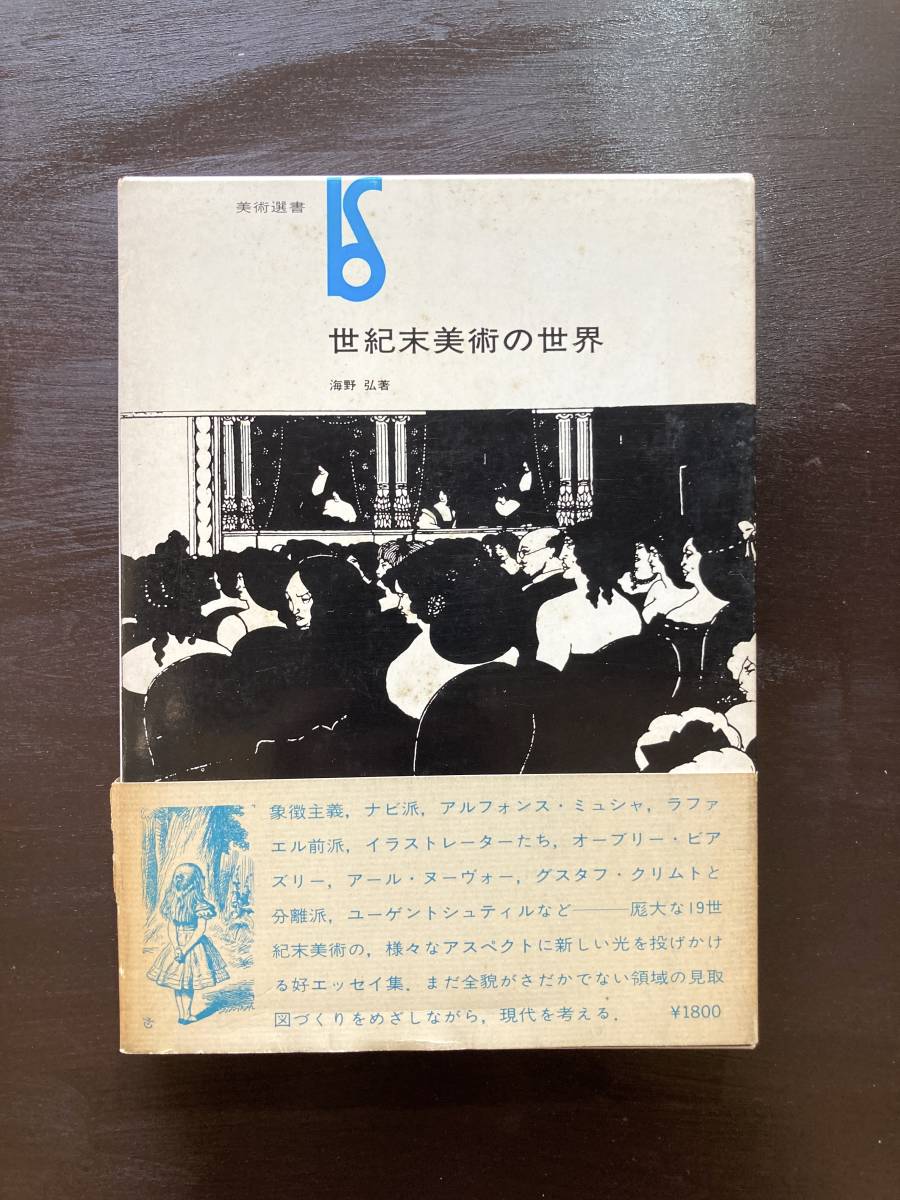 美術選書
bs
世紀末美術の世界
海野 弘著
象徴主義，ナビ派，アルフォンス・ミュシャ，ラファ
エル前派，イラストレーターたち，オーブリー・ビア
ズリー，アール・ヌーヴォー，グスタフ・クリムトと
分離派，ユーゲントシュティルなど――厖大な19世
紀末美術の，様々なアスペクトに新しい光を投げかけ
る好エッセイ集．まだ全貌がさだかでない領域の見取
図づくりをめざしながら，現代を考える．
¥1800